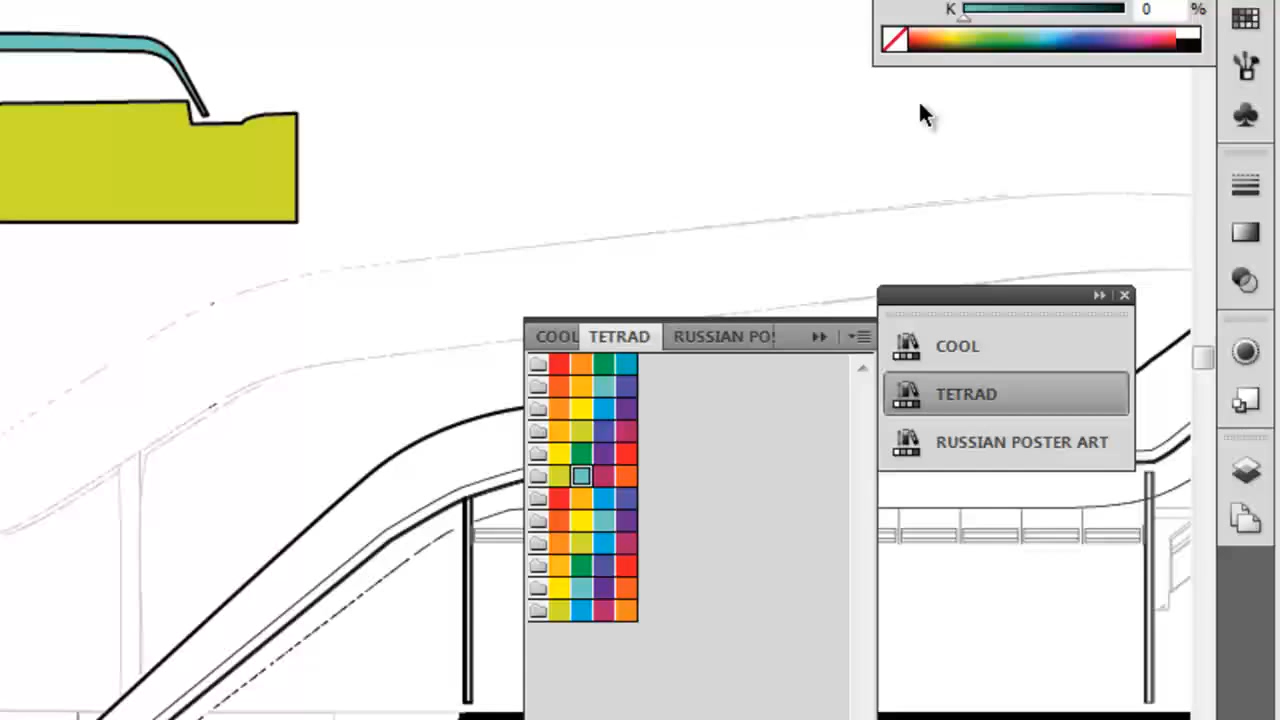 K 0 %
COOL TETRAD RUSSIAN PO
COOL
TETRAD
RUSSIAN POSTER ART